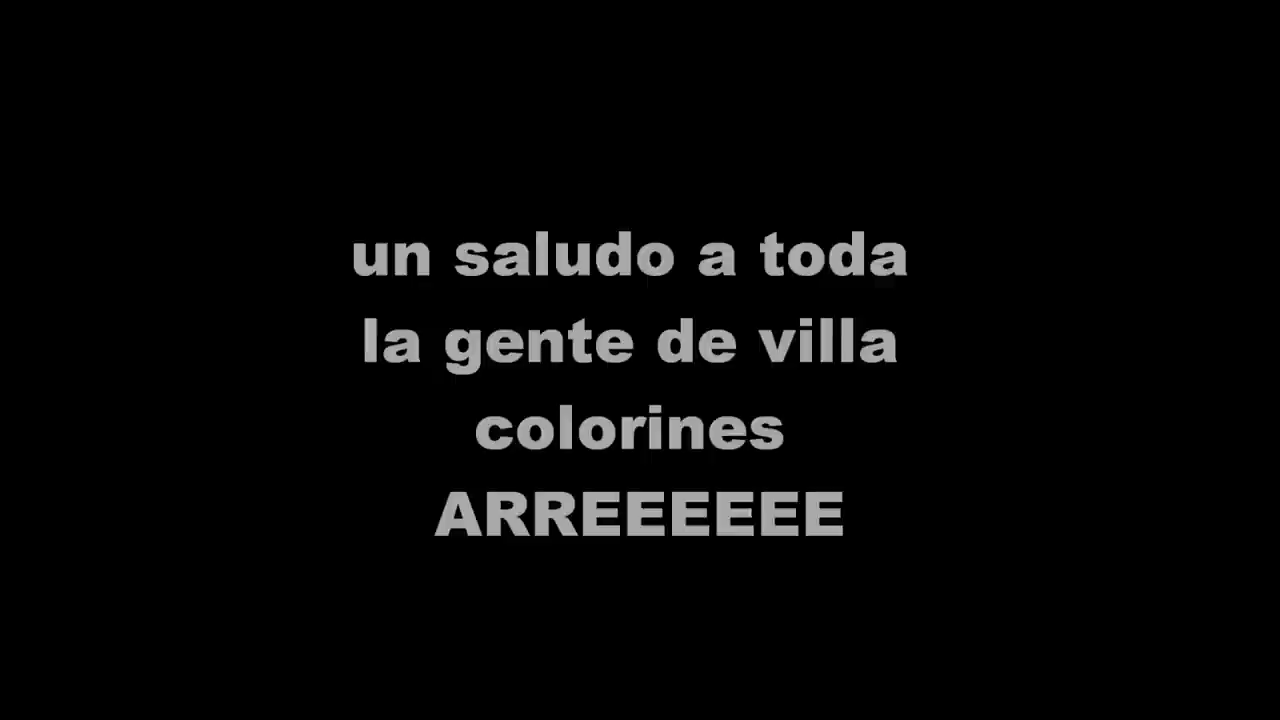 un saludo a toda
la gente de villa
colorines
ARREEEEEE